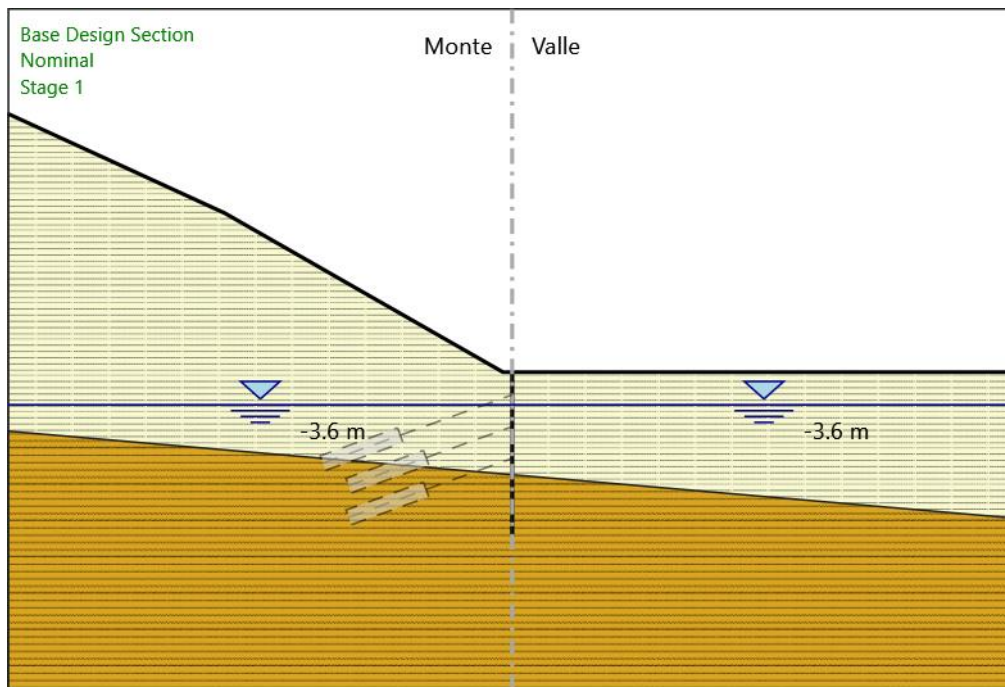 Base Design Section
Nominal
Stage 1
Monte
Valle
-3.6 m
-3.6 m